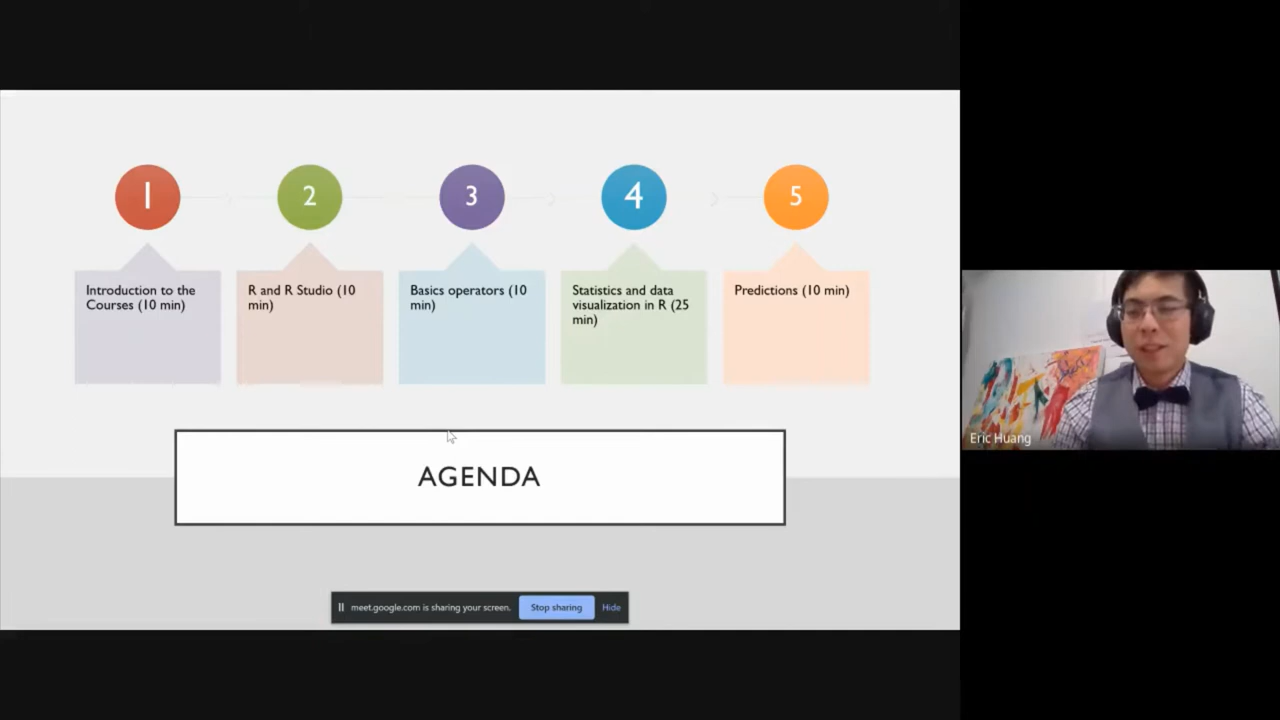 1
2
3
4
5
Introduction to the
Courses (10 min)
R and R Studio (10
min)
Basics operators (10
min)
Statistics and data
visualization in R (25
min)
Predictions (10 min)
AGENDA
Eric Huang
meet.google.com is sharing your screen.
Stop sharing
Hide